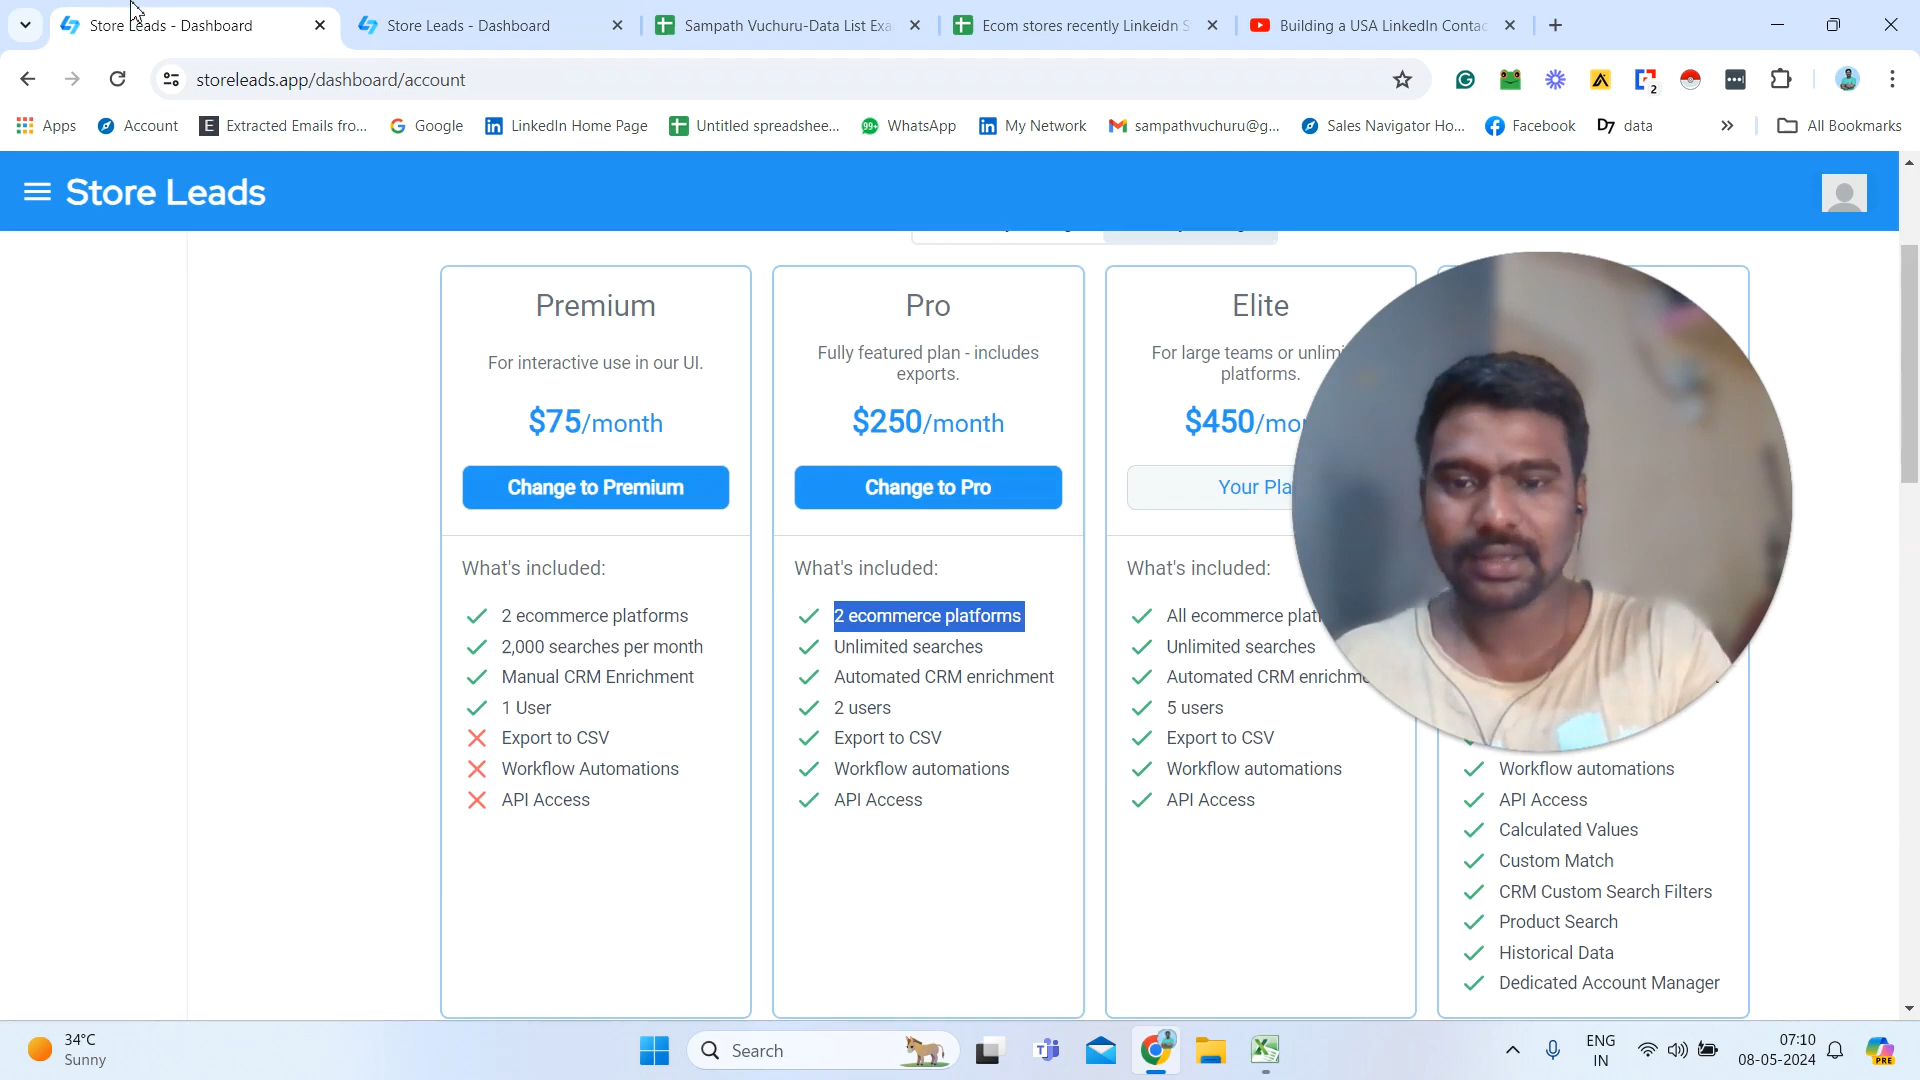 Store Leads - Dashboard
Store Leads - Dashboard
Sampath Vuchuru-Data List Exa
Ecom stores recently Linkeidn S
Building a USA LinkedIn Contac
storeleads.app/dashboard/account
2
Apps
Account
E
Extracted Emails fro...
Google
LinkedIn Home Page
Untitled spreadshee...
99+
WhatsApp
My Network
sampathvuchuru@g...
Sales Navigator Ho...
Facebook
D7
data
All Bookmarks
Store Leads
Premium
For interactive use in our UI.
$75/month
Change to Premium
What's included:
2 ecommerce platforms
2,000 searches per month
Manual CRM Enrichment
1 User
Export to CSV
Workflow Automations
API Access
Pro
Fully featured plan - includes
exports.
$250/month
Change to Pro
What's included:
2 ecommerce platforms
Unlimited searches
Automated CRM enrichment
2 users
Export to CSV
Workflow automations
API Access
Elite
For large teams or unlimi
platforms.
$450/mo
Your Pla
What's included:
All ecommerce platf
Unlimited searches
Automated CRM enrichme
5 users
Export to CSV
Workflow automations
API Access
Workflow automations
API Access
Calculated Values
Custom Match
CRM Custom Search Filters
Product Search
Historical Data
Dedicated Account Manager
34°C
Sunny
Search
ENG
IN
07:10
08-05-2024
PRE